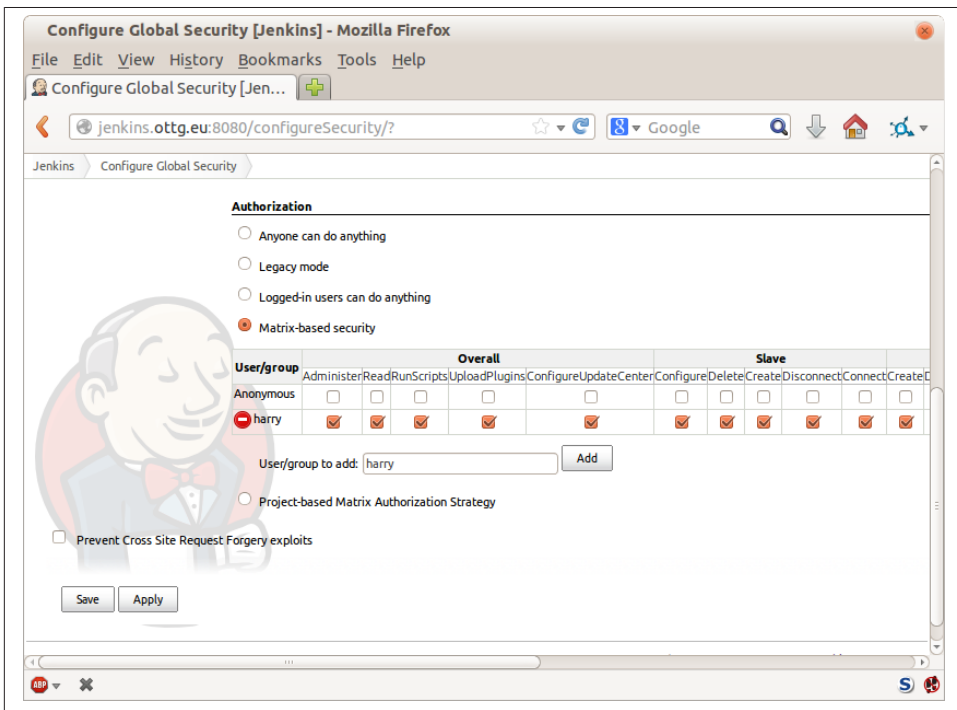 Configure Global Security [Jenkins] - Mozilla Firefox
File Edit View History Bookmarks Tools Help
Configure Global Security [Jen...
jenkins.ottg.eu:8080/configureSecurity/? Google
Jenkins Configure Global Security
Authorization
Anyone can do anything
Legacy mode
Logged-in users can do anything
Matrix-based security
User/group Overall Slave
Administer Read RunScripts UploadPlugins ConfigureUpdateCenter Configure Delete Create Disconnect Connect Create D
Anonymous
harry
User/group to add: harry Add
Project-based Matrix Authorization Strategy
Prevent Cross Site Request Forgery exploits
Save Apply
ABP S